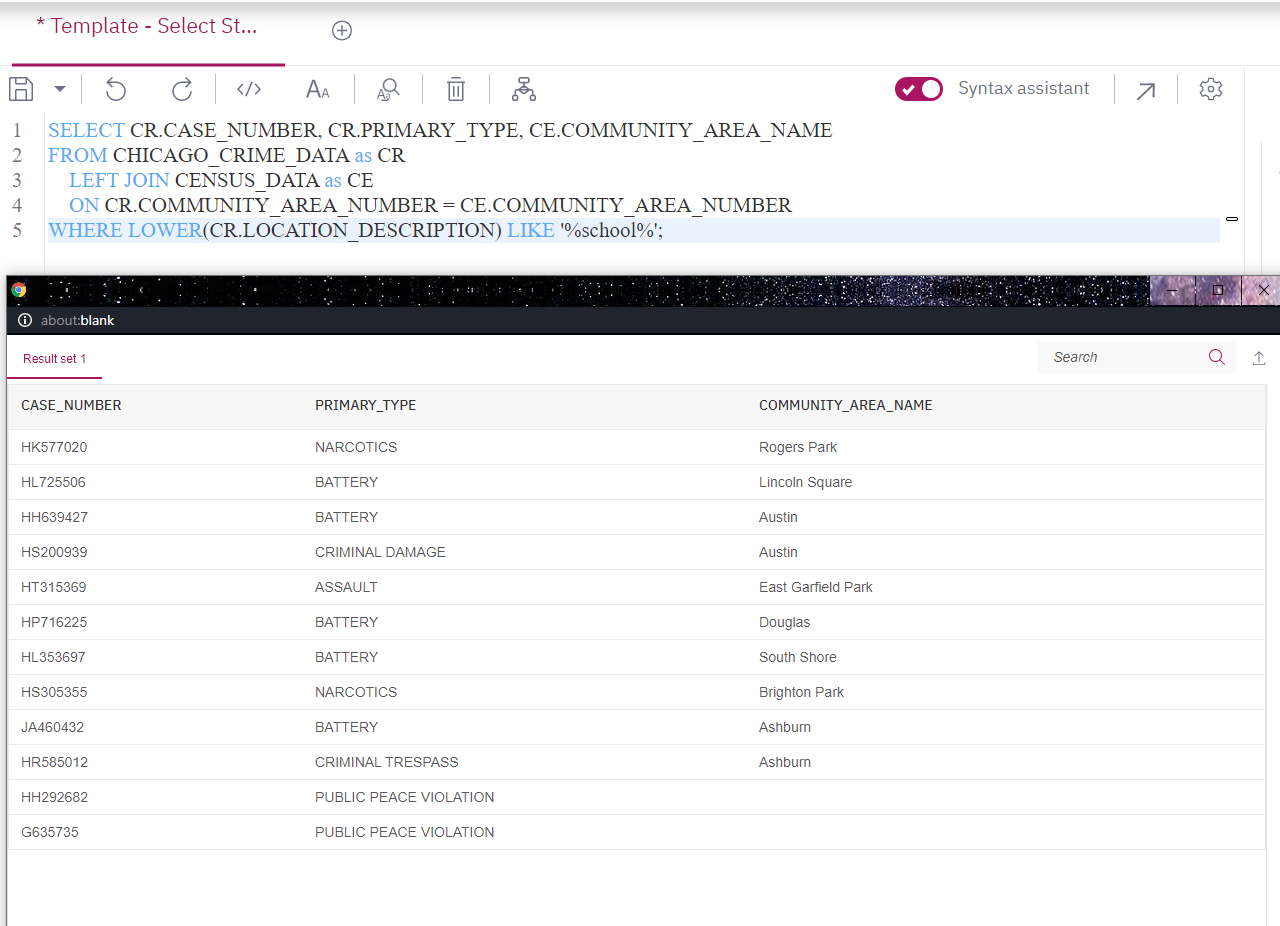 * Template - Select St...
Syntax assistant
1 SELECT CR.CASE_NUMBER, CR.PRIMARY_TYPE, CE.COMMUNITY_AREA_NAME
2 FROM CHICAGO_CRIME_DATA as CR
3 LEFT JOIN CENSUS_DATA as CE
4 ON CR.COMMUNITY_AREA_NUMBER = CE.COMMUNITY_AREA_NUMBER
5 WHERE LOWER(CR.LOCATION_DESCRIPTION) LIKE '%school%';
about:blank
Result set 1 Search
CASE_NUMBER PRIMARY_TYPE COMMUNITY_AREA_NAME
HK577020 NARCOTICS Rogers Park
HL725506 BATTERY Lincoln Square
HH639427 BATTERY Austin
HS200939 CRIMINAL DAMAGE Austin
HT315369 ASSAULT East Garfield Park
HP716225 BATTERY Douglas
HL353697 BATTERY South Shore
HS305355 NARCOTICS Brighton Park
JA460432 BATTERY Ashburn
HR585012 CRIMINAL TRESPASS Ashburn
HH292682 PUBLIC PEACE VIOLATION
G635735 PUBLIC PEACE VIOLATION